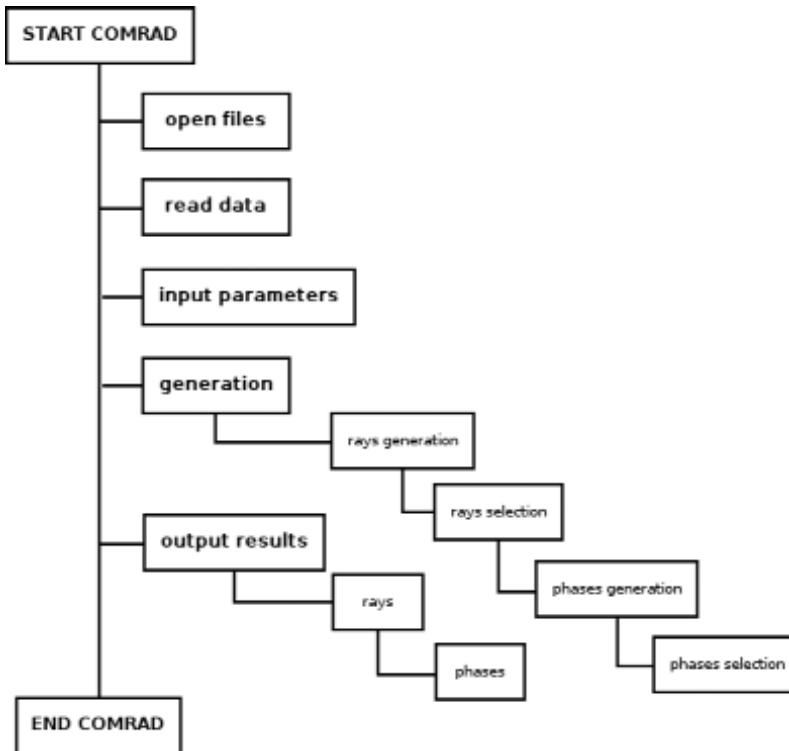 START COMRAD
open files
read data
input parameters
generation
rays generation
rays selection
phases generation
phases selection
output results
rays
phases
END COMRAD